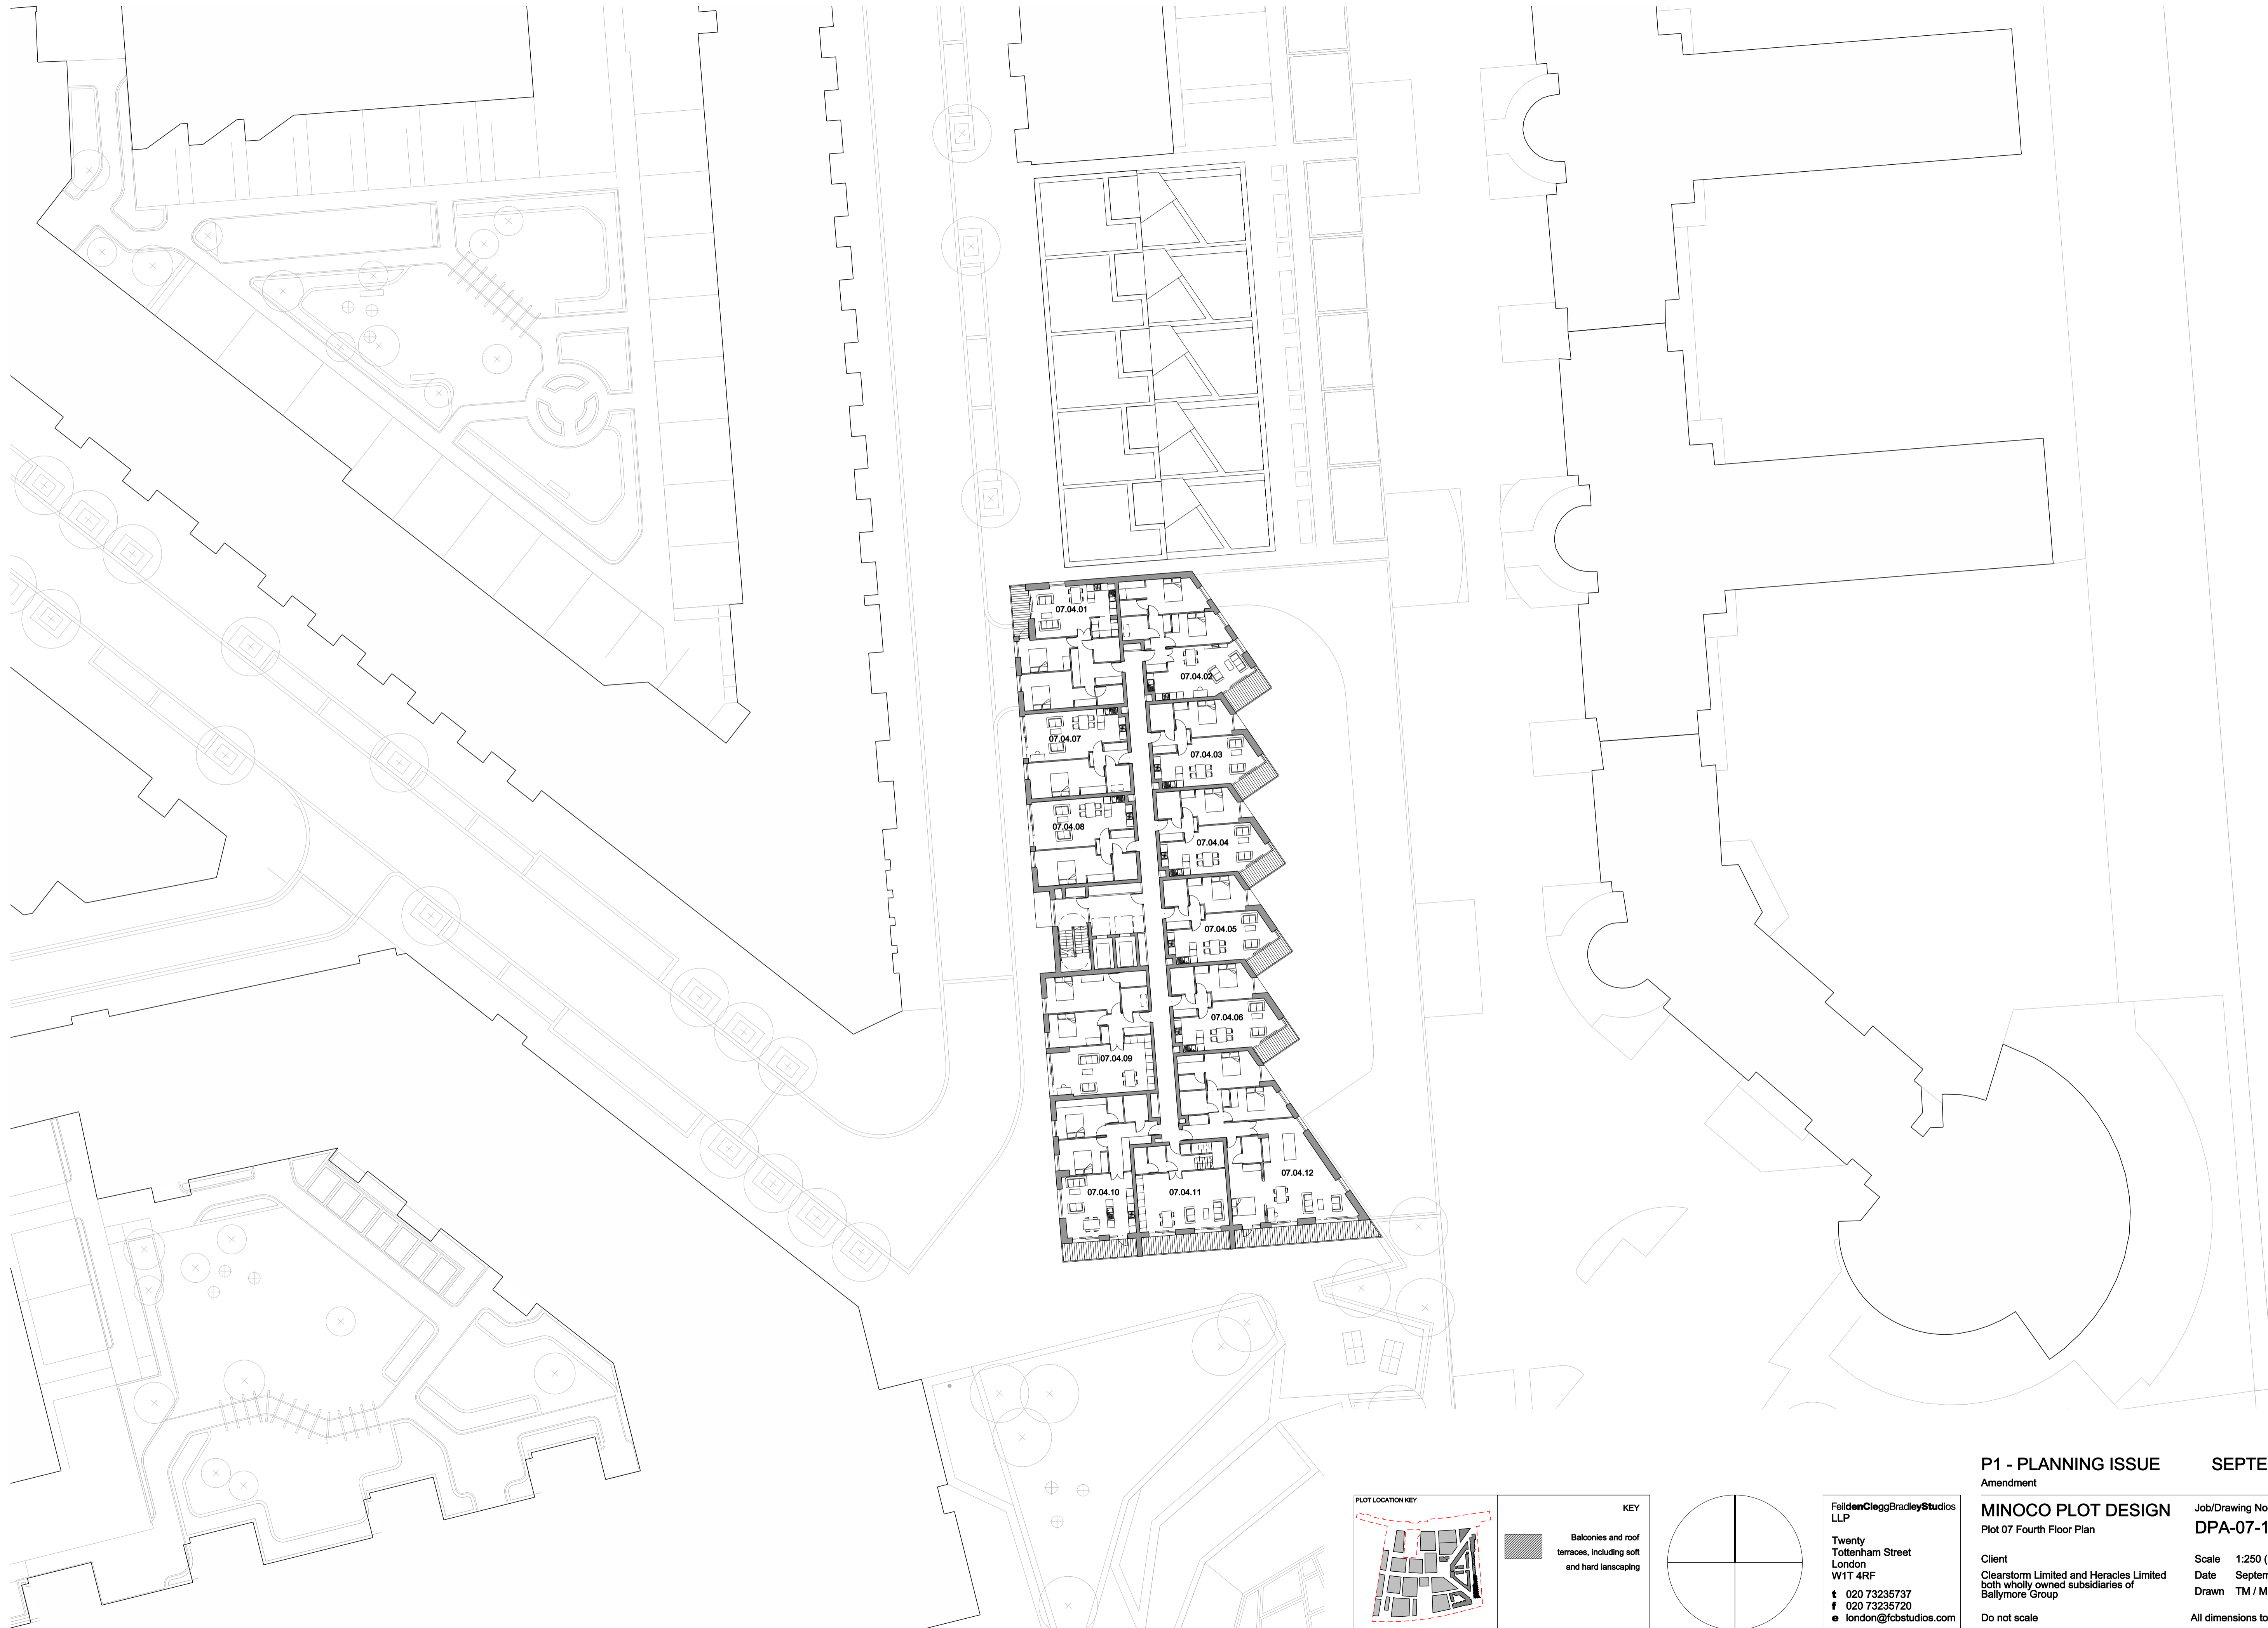 07.04.01
07.04.02
07.04.07
07.04.03
07.04.08
07.04.04
07.04.05
07.04.06
07.04.09
07.04.12
07.04.10
07.04.11
PLOT LOCATION KEY
KEY
Balconies and roof
terraces, including soft
and hard lanscaping
FeildenCleggBradleyStudios
LLP
Twenty
Tottenham Street
London
W1T 4RF
t 020 73235737
f 020 73235720
e london@fcbstudios.com
P1 - PLANNING ISSUE SEPTE
Amendment
MINOCO PLOT DESIGN
Plot 07 Fourth Floor Plan
Client
Clearstorm Limited and Heracles Limited
both wholly owned subsidiaries of
Ballymore Group
Do not scale
Job/Drawing No
DPA-07-1
Scale 1:250 (
Date Septem
Drawn TM / M
All dimensions to